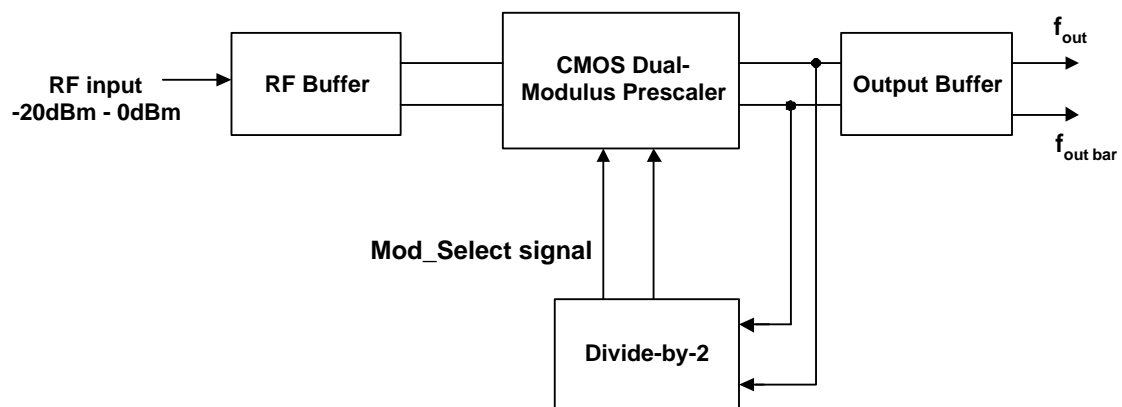 RF input
-20dBm - 0dBm
RF Buffer
CMOS Dual-
Modulus Prescaler
Output Buffer
fout
fout bar
Mod_Select signal
Divide-by-2